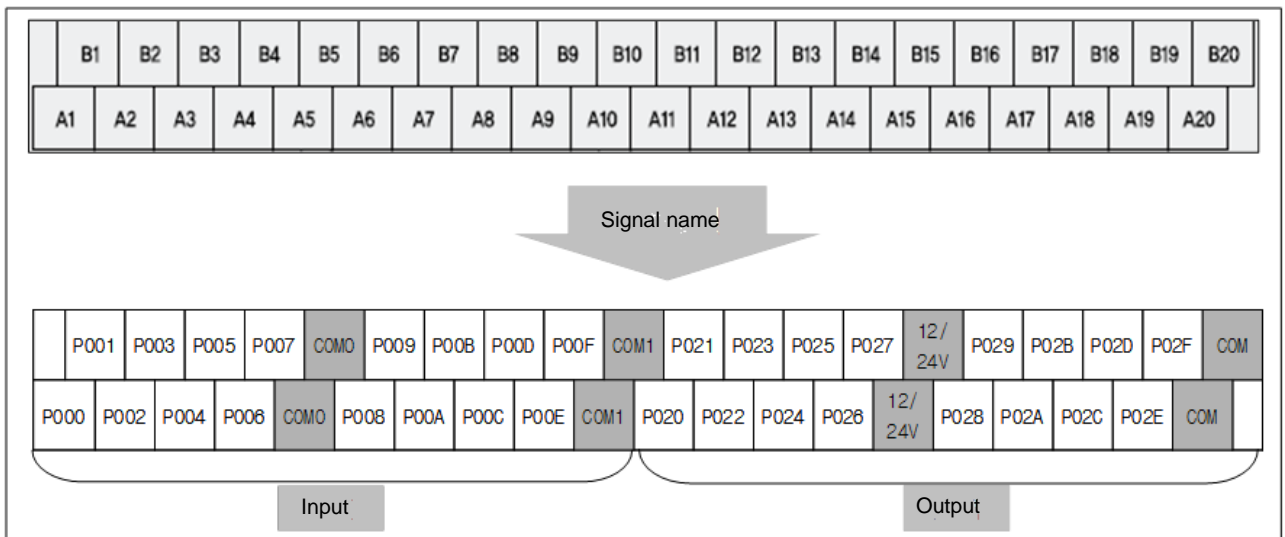 B1 B2 B3 B4 B5 B6 B7 B8 B9 B10 B11 B12 B13 B14 B15 B16 B17 B18 B19 B20
A1 A2 A3 A4 A5 A6 A7 A8 A9 A10 A11 A12 A13 A14 A15 A16 A17 A18 A19 A20
Signal name
P001 P003 P005 P007 COM0 P009 P00B P00D P00F COM1 P021 P023 P025 P027 12/
24V P029 P02B P02D P02F COM
P000 P002 P004 P006 COM0 P008 P00A P00C P00E COM1 P020 P022 P024 P026 12/
24V P028 P02A P02C P02E COM
Input
Output